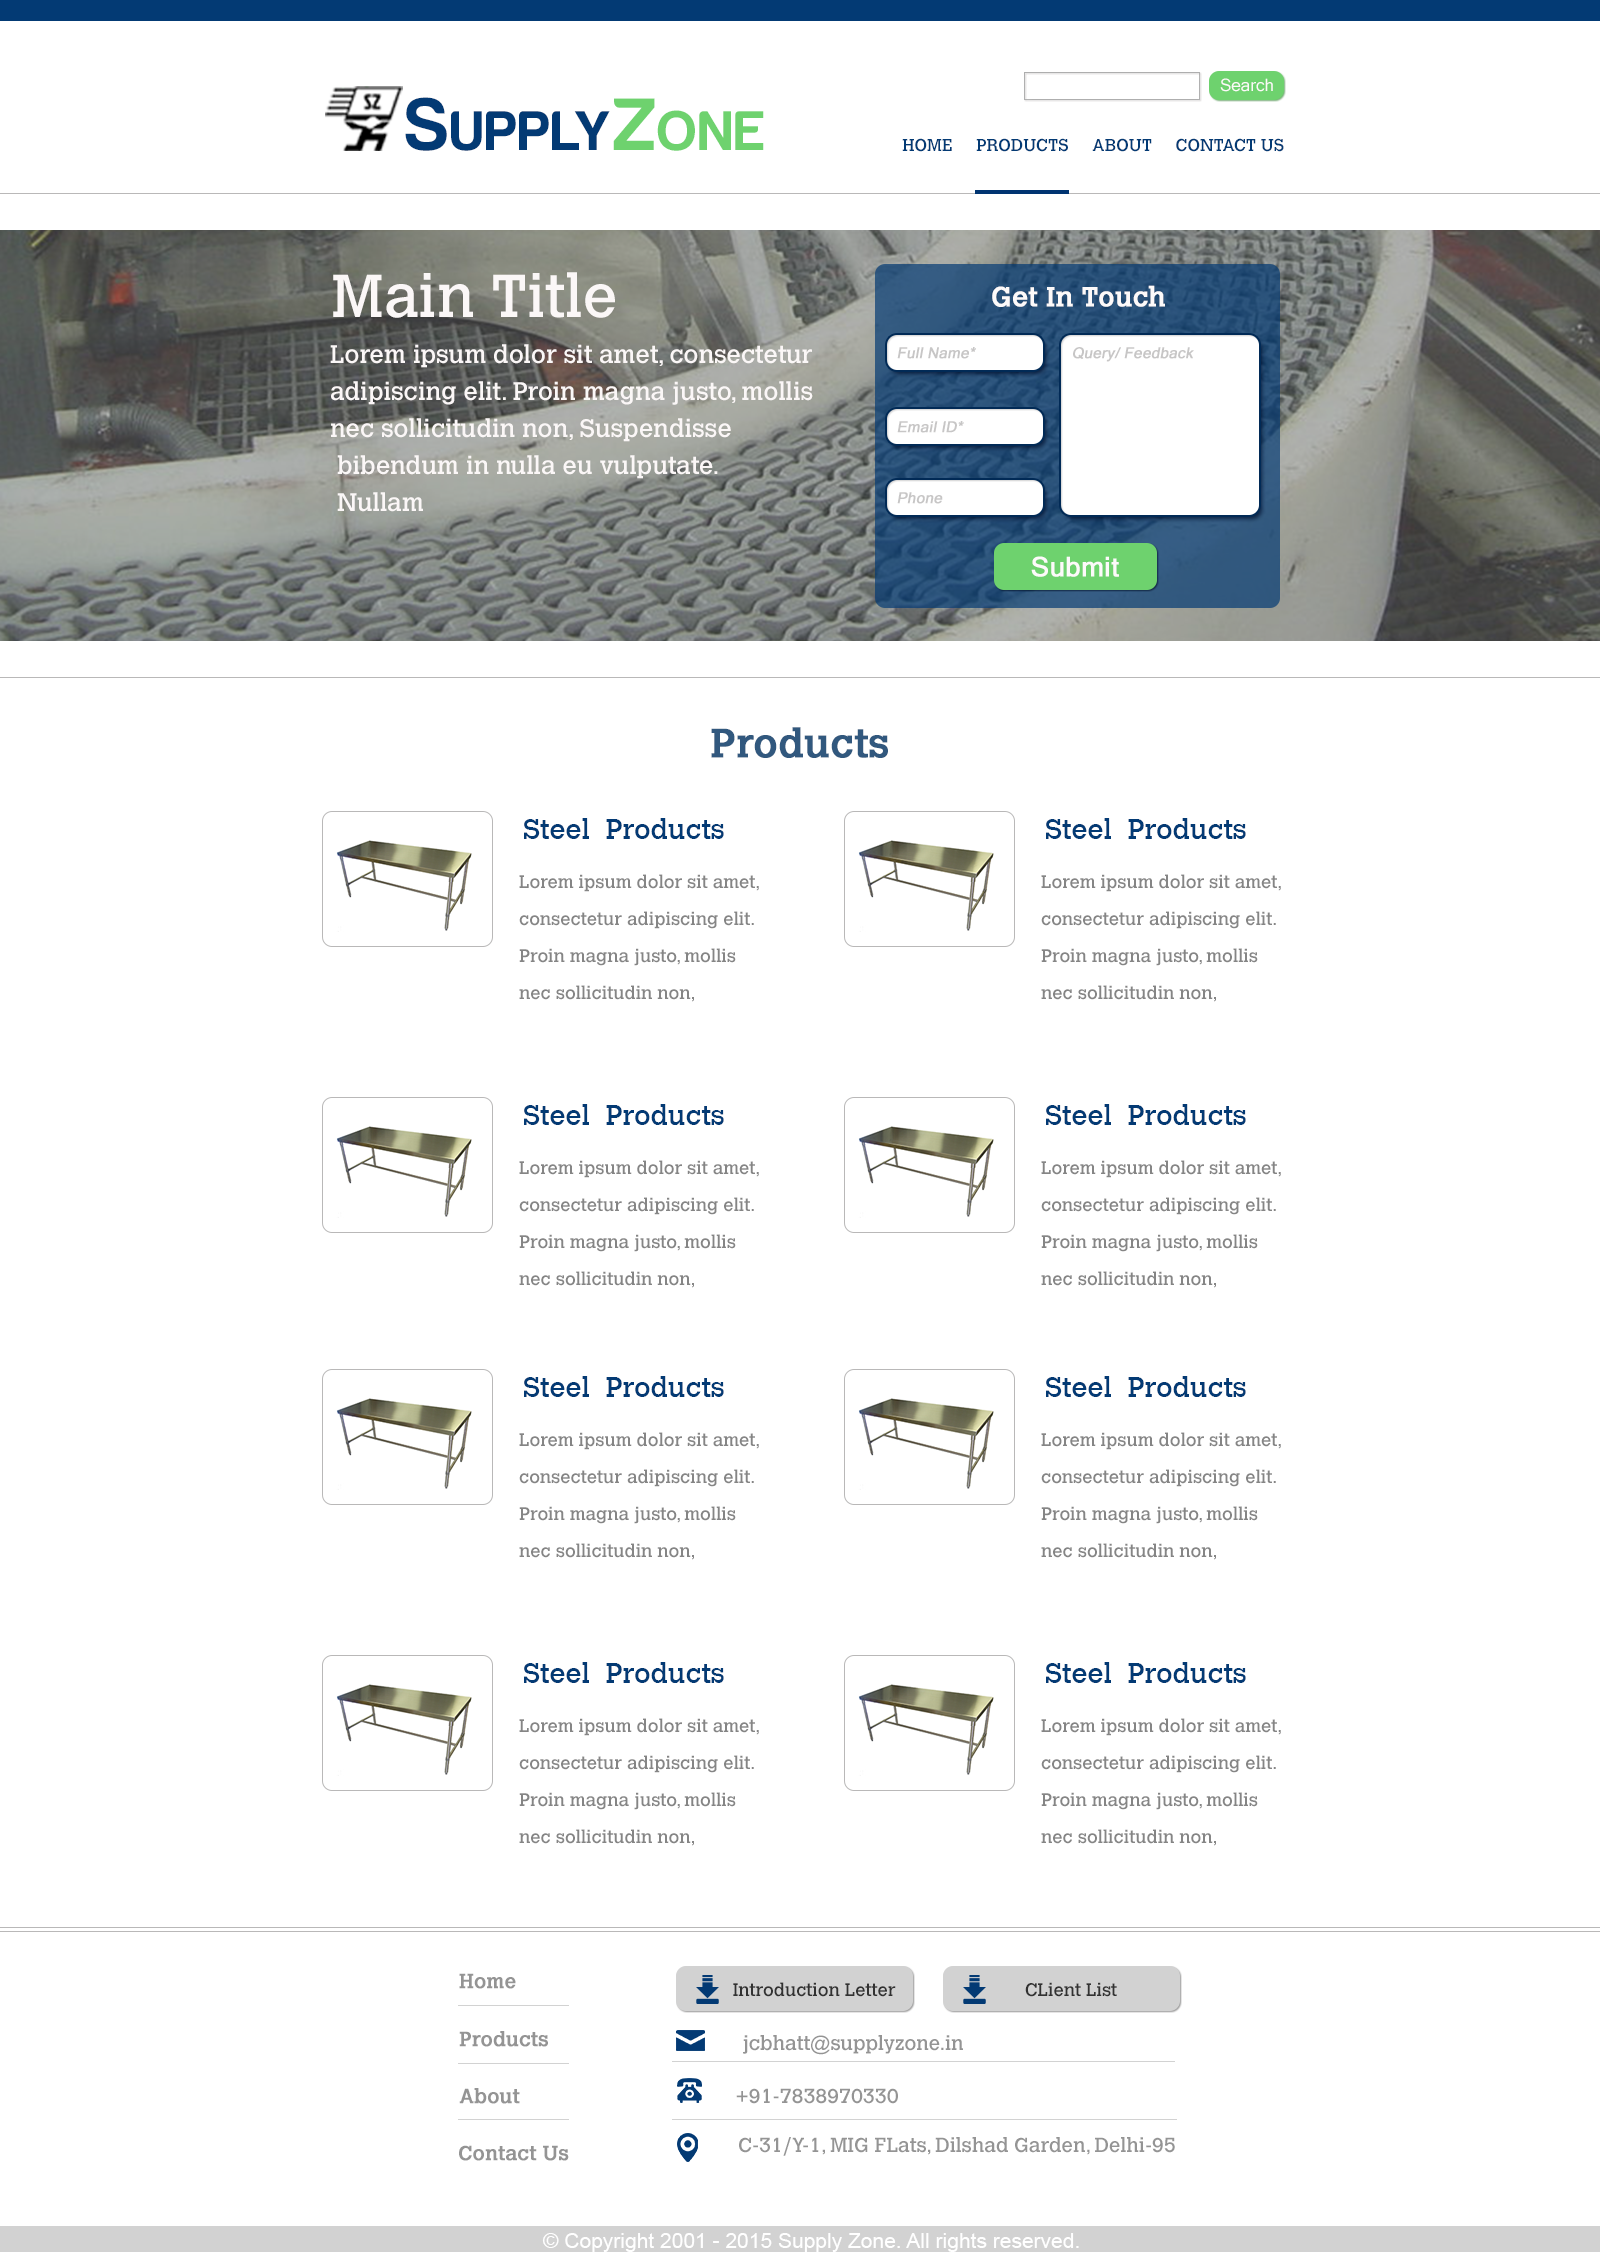 SZ SUPPLYZONE
Search
HOME PRODUCTS ABOUT CONTACT US
Main Title
Lorem ipsum dolor sit amet, consectetur
adipiscing elit. Proin magna justo, mollis
nec sollicitudin non, Suspendisse
bibendum in nulla eu vulputate.
Nullam
Get In Touch
Full Name*
Query/ Feedback
Email ID*
Phone
Submit
Products
Steel Products
Lorem ipsum dolor sit amet,
consectetur adipiscing elit.
Proin magna justo, mollis
nec sollicitudin non,
Steel Products
Lorem ipsum dolor sit amet,
consectetur adipiscing elit.
Proin magna justo, mollis
nec sollicitudin non,
Steel Products
Lorem ipsum dolor sit amet,
consectetur adipiscing elit.
Proin magna justo, mollis
nec sollicitudin non,
Steel Products
Lorem ipsum dolor sit amet,
consectetur adipiscing elit.
Proin magna justo, mollis
nec sollicitudin non,
Steel Products
Lorem ipsum dolor sit amet,
consectetur adipiscing elit.
Proin magna justo, mollis
nec sollicitudin non,
Steel Products
Lorem ipsum dolor sit amet,
consectetur adipiscing elit.
Proin magna justo, mollis
nec sollicitudin non,
Steel Products
Lorem ipsum dolor sit amet,
consectetur adipiscing elit.
Proin magna justo, mollis
nec sollicitudin non,
Steel Products
Lorem ipsum dolor sit amet,
consectetur adipiscing elit.
Proin magna justo, mollis
nec sollicitudin non,
Home
Products
About
Contact Us
Introduction Letter
CLient List
jcbhatt@supplyzone.in
+91-7838970330
C-31/Y-1, MIG FLats, Dilshad Garden, Delhi-95
© Copyright 2001 - 2015 Supply Zone. All rights reserved.